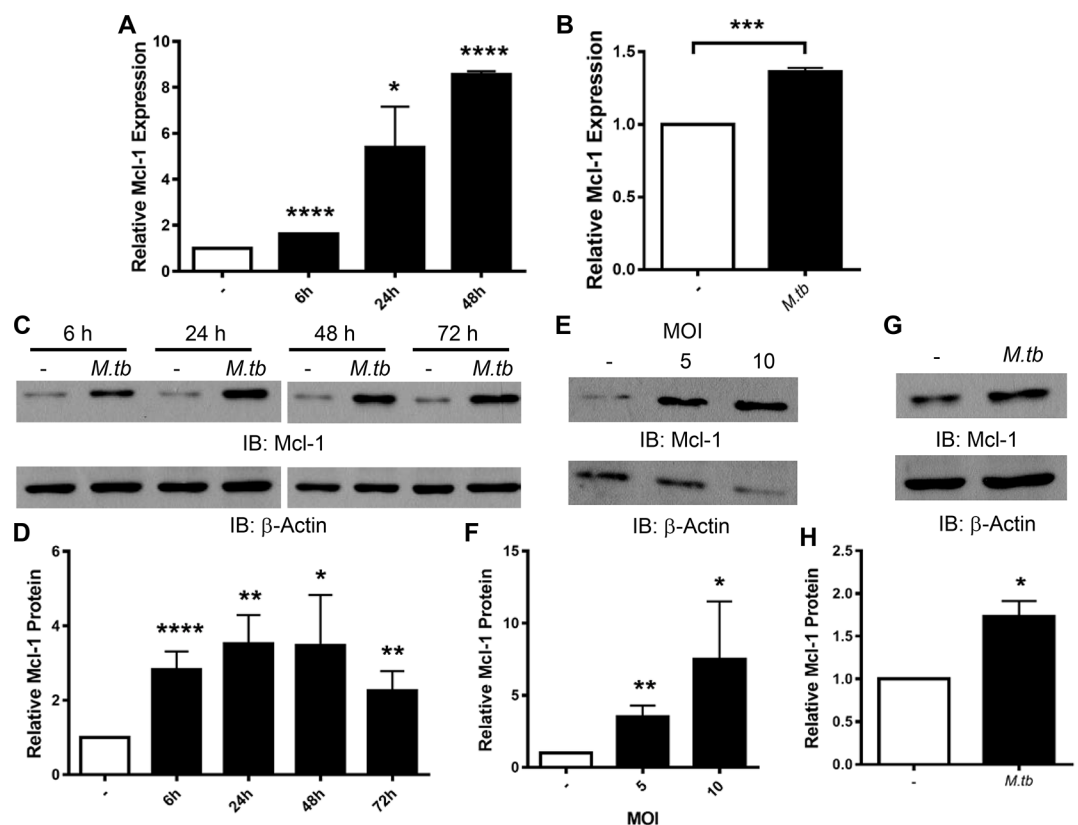 A
Relative Mcl-1 Expression
10
8
6
4
2
0
****
*
****
-
6h
24h
48h
B
Relative Mcl-1 Expression
1.5
1.0
0.5
0.0
***
-
M.tb
C
6 h
24 h
48 h
72 h
-
M.tb
-
M.tb
-
M.tb
-
M.tb
IB: Mcl-1
IB: β-Actin
E
MOI
-
5
10
IB: Mcl-1
IB: β-Actin
G
-
M.tb
IB: Mcl-1
IB: β-Actin
D
Relative Mcl-1 Protein
6
4
2
0
****
**
*
**
-
6h
24h
48h
72h
F
Relative Mcl-1 Protein
15
10
5
0
**
*
-
5
10
MOI
H
Relative Mcl-1 Protein
2.5
2.0
1.5
1.0
0.5
0.0
*
-
M.tb